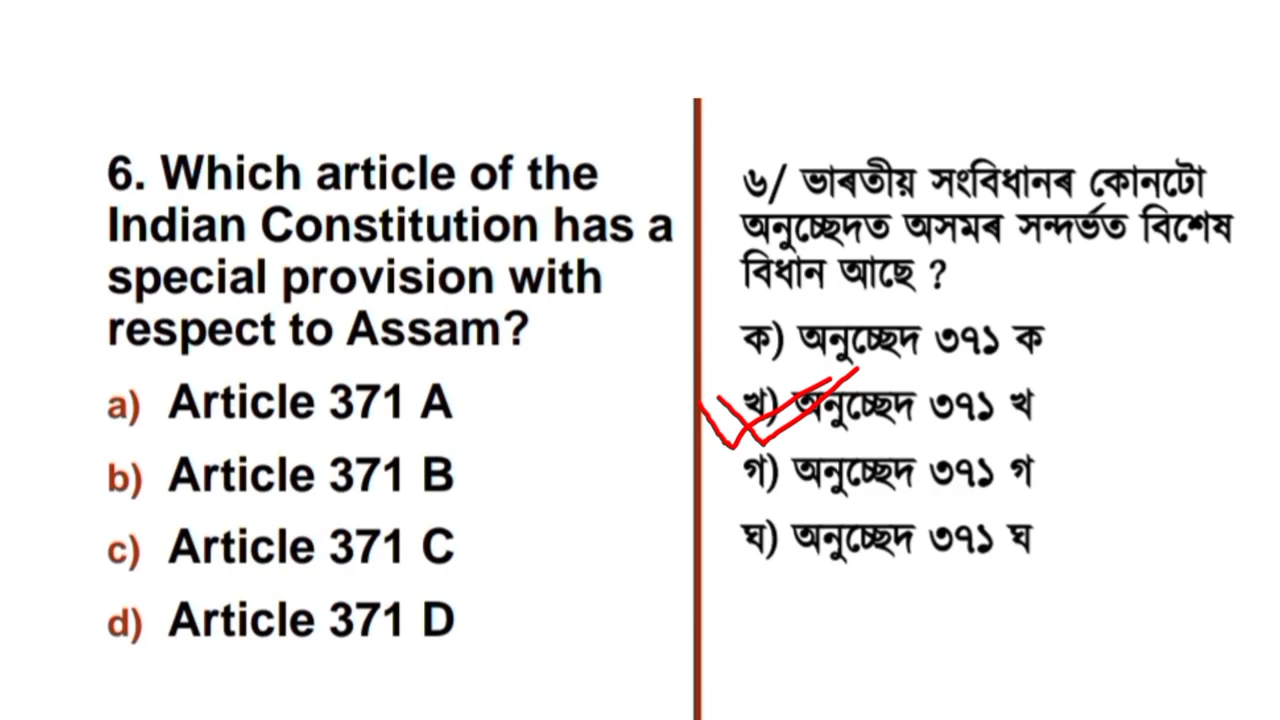 6. Which article of the
Indian Constitution has a
special provision with
respect to Assam?
a) Article 371 A
b) Article 371 B
c) Article 371 C
d) Article 371 D
৬/ ভাৰতীয় সংবিধানৰ কোনটো
অনুচ্ছেদত অসমৰ সন্দৰ্ভত বিশেষ
বিধান আছে ?
ক) অনুচ্ছেদ ৩৭১ ক
খ) অনুচ্ছেদ ৩৭১ খ
গ) অনুচ্ছেদ ৩৭১ গ
ঘ) অনুচ্ছেদ ৩৭১ ঘ